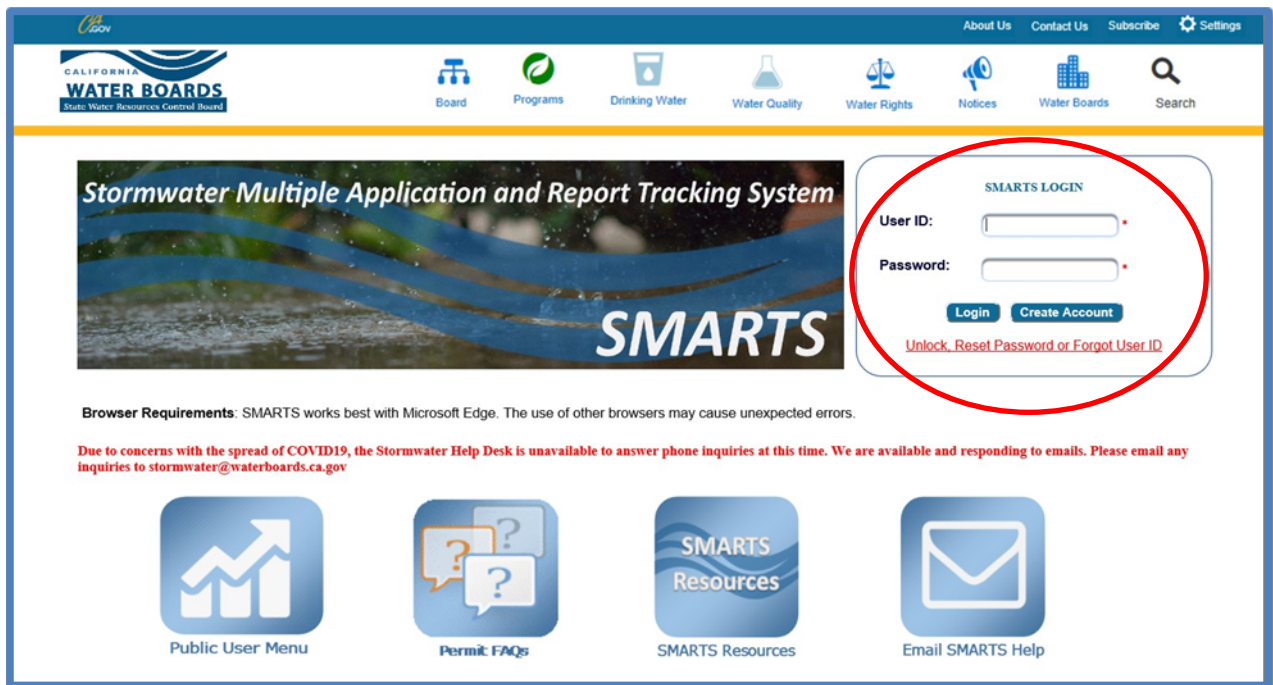 CA.GOV
About Us Contact Us Subscribe Settings
CALIFORNIA
WATER BOARDS
State Water Resources Control Board
Board Programs Drinking Water Water Quality Water Rights Notices Water Boards Search
Stormwater Multiple Application and Report Tracking System
SMARTS
SMARTS LOGIN
User ID: *
Password: *
Login Create Account
Unlock, Reset Password or Forgot User ID
Browser Requirements: SMARTS works best with Microsoft Edge. The use of other browsers may cause unexpected errors.
Due to concerns with the spread of COVID19, the Stormwater Help Desk is unavailable to answer phone inquiries at this time. We are available and responding to emails. Please email any
inquiries to stormwater@waterboards.ca.gov
? ? ?
SMARTS
Resources
Public User Menu Permit FAQs SMARTS Resources Email SMARTS Help